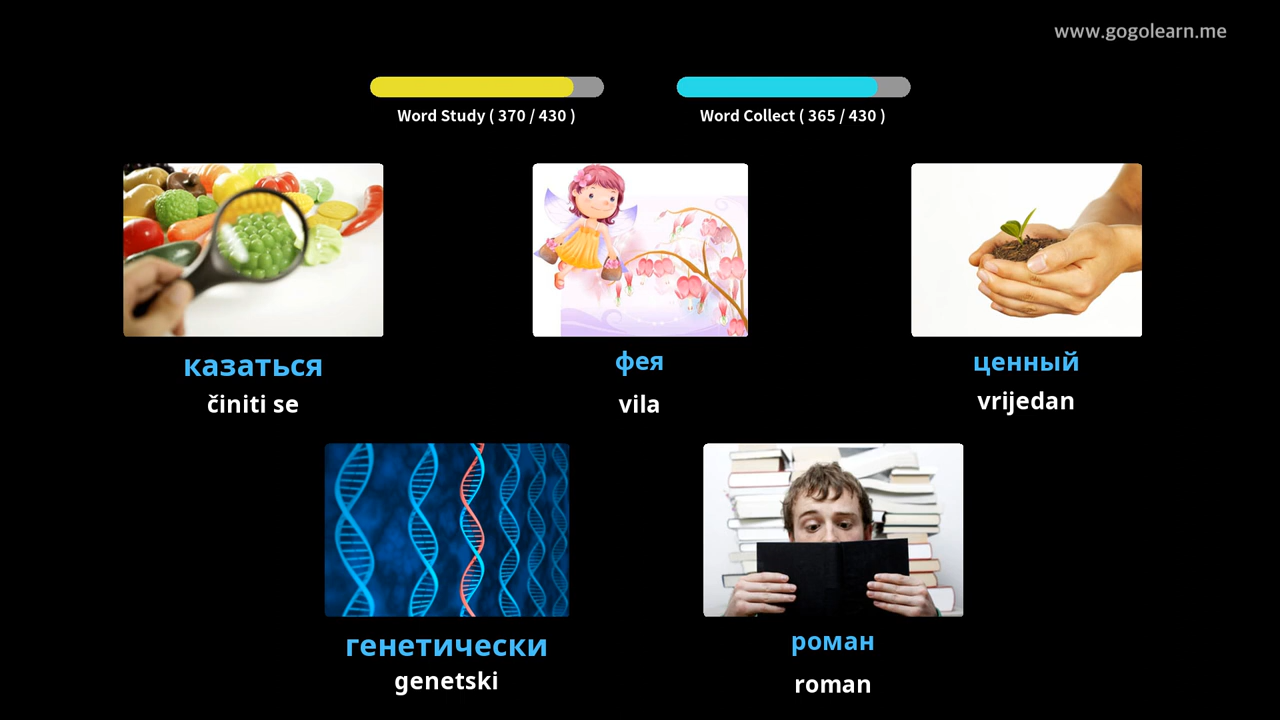 www.gogolearn.me
Word Study ( 370 / 430 )
Word Collect ( 365 / 430 )
казаться
činiti se
фея
vila
ценный
vrijedan
генетически
genetski
роман
roman